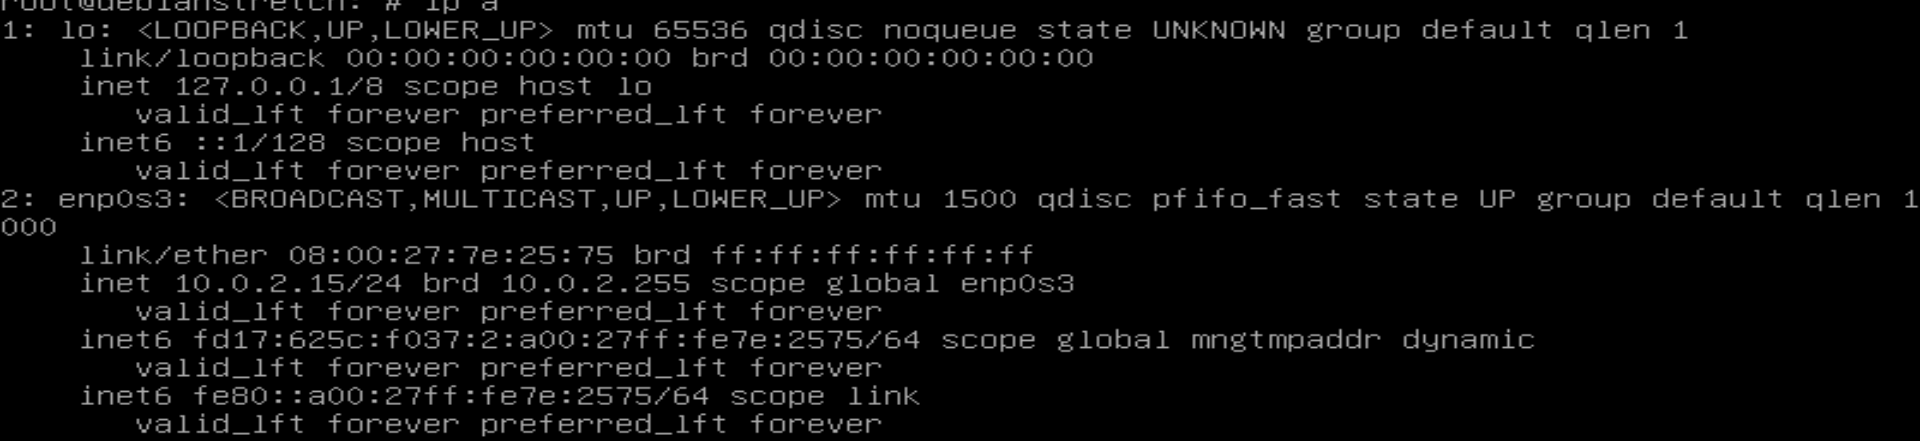 root@debianstretch:~# ip a
1: lo: <LOOPBACK,UP,LOWER_UP> mtu 65536 qdisc noqueue state UNKNOWN group default qlen 1
    link/loopback 00:00:00:00:00:00 brd 00:00:00:00:00:00
    inet 127.0.0.1/8 scope host lo
       valid_lft forever preferred_lft forever
    inet6 ::1/128 scope host
       valid_lft forever preferred_lft forever
2: enp0s3: <BROADCAST,MULTICAST,UP,LOWER_UP> mtu 1500 qdisc pfifo_fast state UP group default qlen 1
000
    link/ether 08:00:27:7e:25:75 brd ff:ff:ff:ff:ff:ff
    inet 10.0.2.15/24 brd 10.0.2.255 scope global enp0s3
       valid_lft forever preferred_lft forever
    inet6 fd17:625c:f037:2:a00:27ff:fe7e:2575/64 scope global mngtmpaddr dynamic
       valid_lft forever preferred_lft forever
    inet6 fe80::a00:27ff:fe7e:2575/64 scope link
       valid_lft forever preferred_lft forever